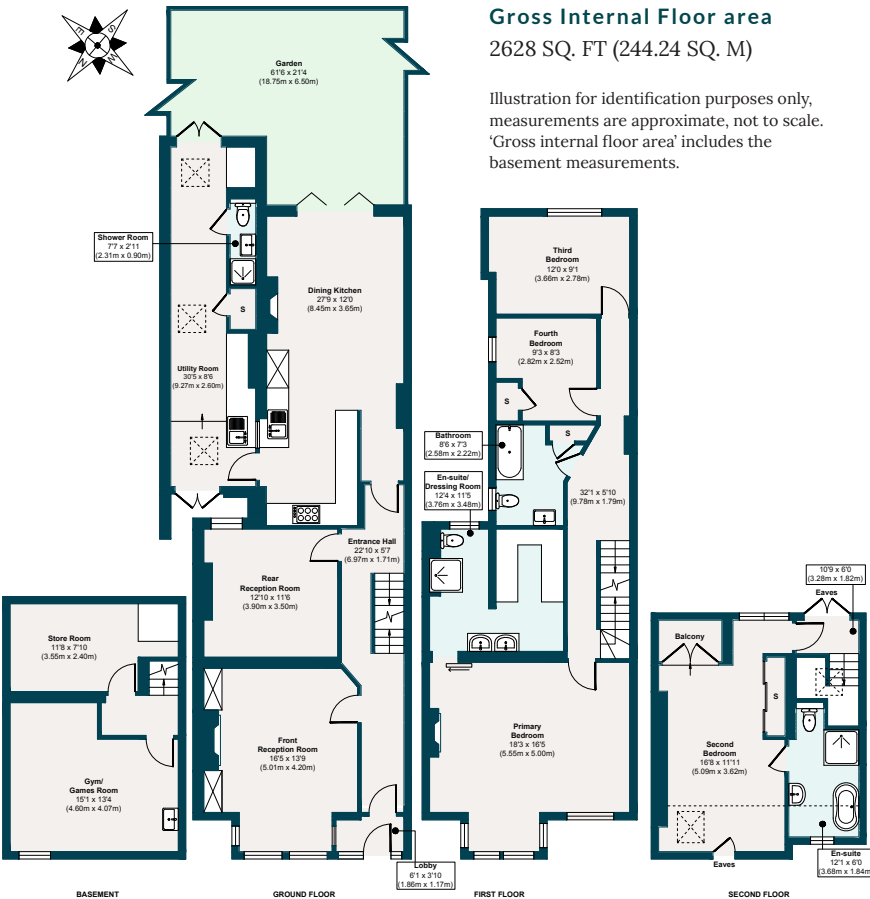 Gross Internal Floor area
2628 SQ. FT (244.24 SQ. M)
Illustration for identification purposes only,
measurements are approximate, not to scale.
‘Gross internal floor area’ includes the
basement measurements.
S
E
W
N
Garden
61'6 x 21'4
(18.75m x 6.50m)
Shower Room
7'7 x 2'11
(2.31m x 0.90m)
S
Utility Room
30'5 x 8'6
(9.27m x 2.60m)
Dining Kitchen
27'9 x 12'0
(8.45m x 3.65m)
Entrance Hall
22'10 x 5'7
(6.97m x 1.71m)
Rear
Reception Room
12'10 x 11'6
(3.90m x 3.50m)
Front
Reception Room
16'5 x 13'9
(5.01m x 4.20m)
Lobby
6'1 x 3'10
(1.86m x 1.17m)
Store Room
11'8 x 7'10
(3.55m x 2.40m)
Gym/
Games Room
15'1 x 13'4
(4.60m x 4.07m)
Third
Bedroom
12'0 x 9'1
(3.66m x 2.78m)
Fourth
Bedroom
9'3 x 8'3
(2.82m x 2.52m)
S
S
Bathroom
8'6 x 7'3
(2.58m x 2.22m)
En-suite/
Dressing Room
12'4 x 11'5
(3.76m x 3.48m)
32'1 x 5'10
(9.78m x 1.79m)
Primary
Bedroom
18'3 x 16'5
(5.55m x 5.00m)
10'9 x 6'0
(3.28m x 1.82m)
Eaves
Balcony
S
Second
Bedroom
16'8 x 11'11
(5.09m x 3.62m)
En-suite
12'1 x 6'0
(3.68m x 1.84m)
Eaves
BASEMENT
GROUND FLOOR
FIRST FLOOR
SECOND FLOOR